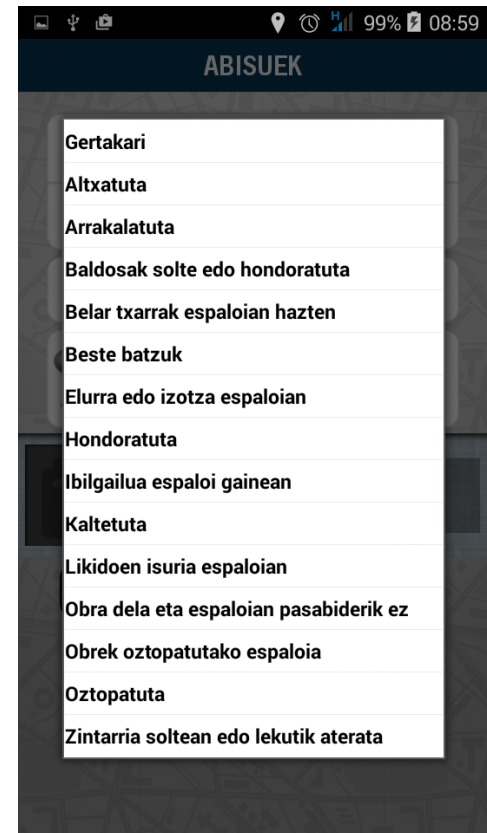 H
99% 08:59
ABISUEK
Gertakari
Altxatuta
Arrakalatuta
Baldosak solte edo hondoratuta
Belar txarrak espaloian hazten
Beste batzuk
Elurra edo izotza espaloian
Hondoratuta
Ibilgailua espaloi gainean
Kaltetuta
Likidoen isuria espaloian
Obra dela eta espaloian pasabiderik ez
Obrek oztopatutako espaloia
Oztopatuta
Zintarria soltean edo lekutik aterata